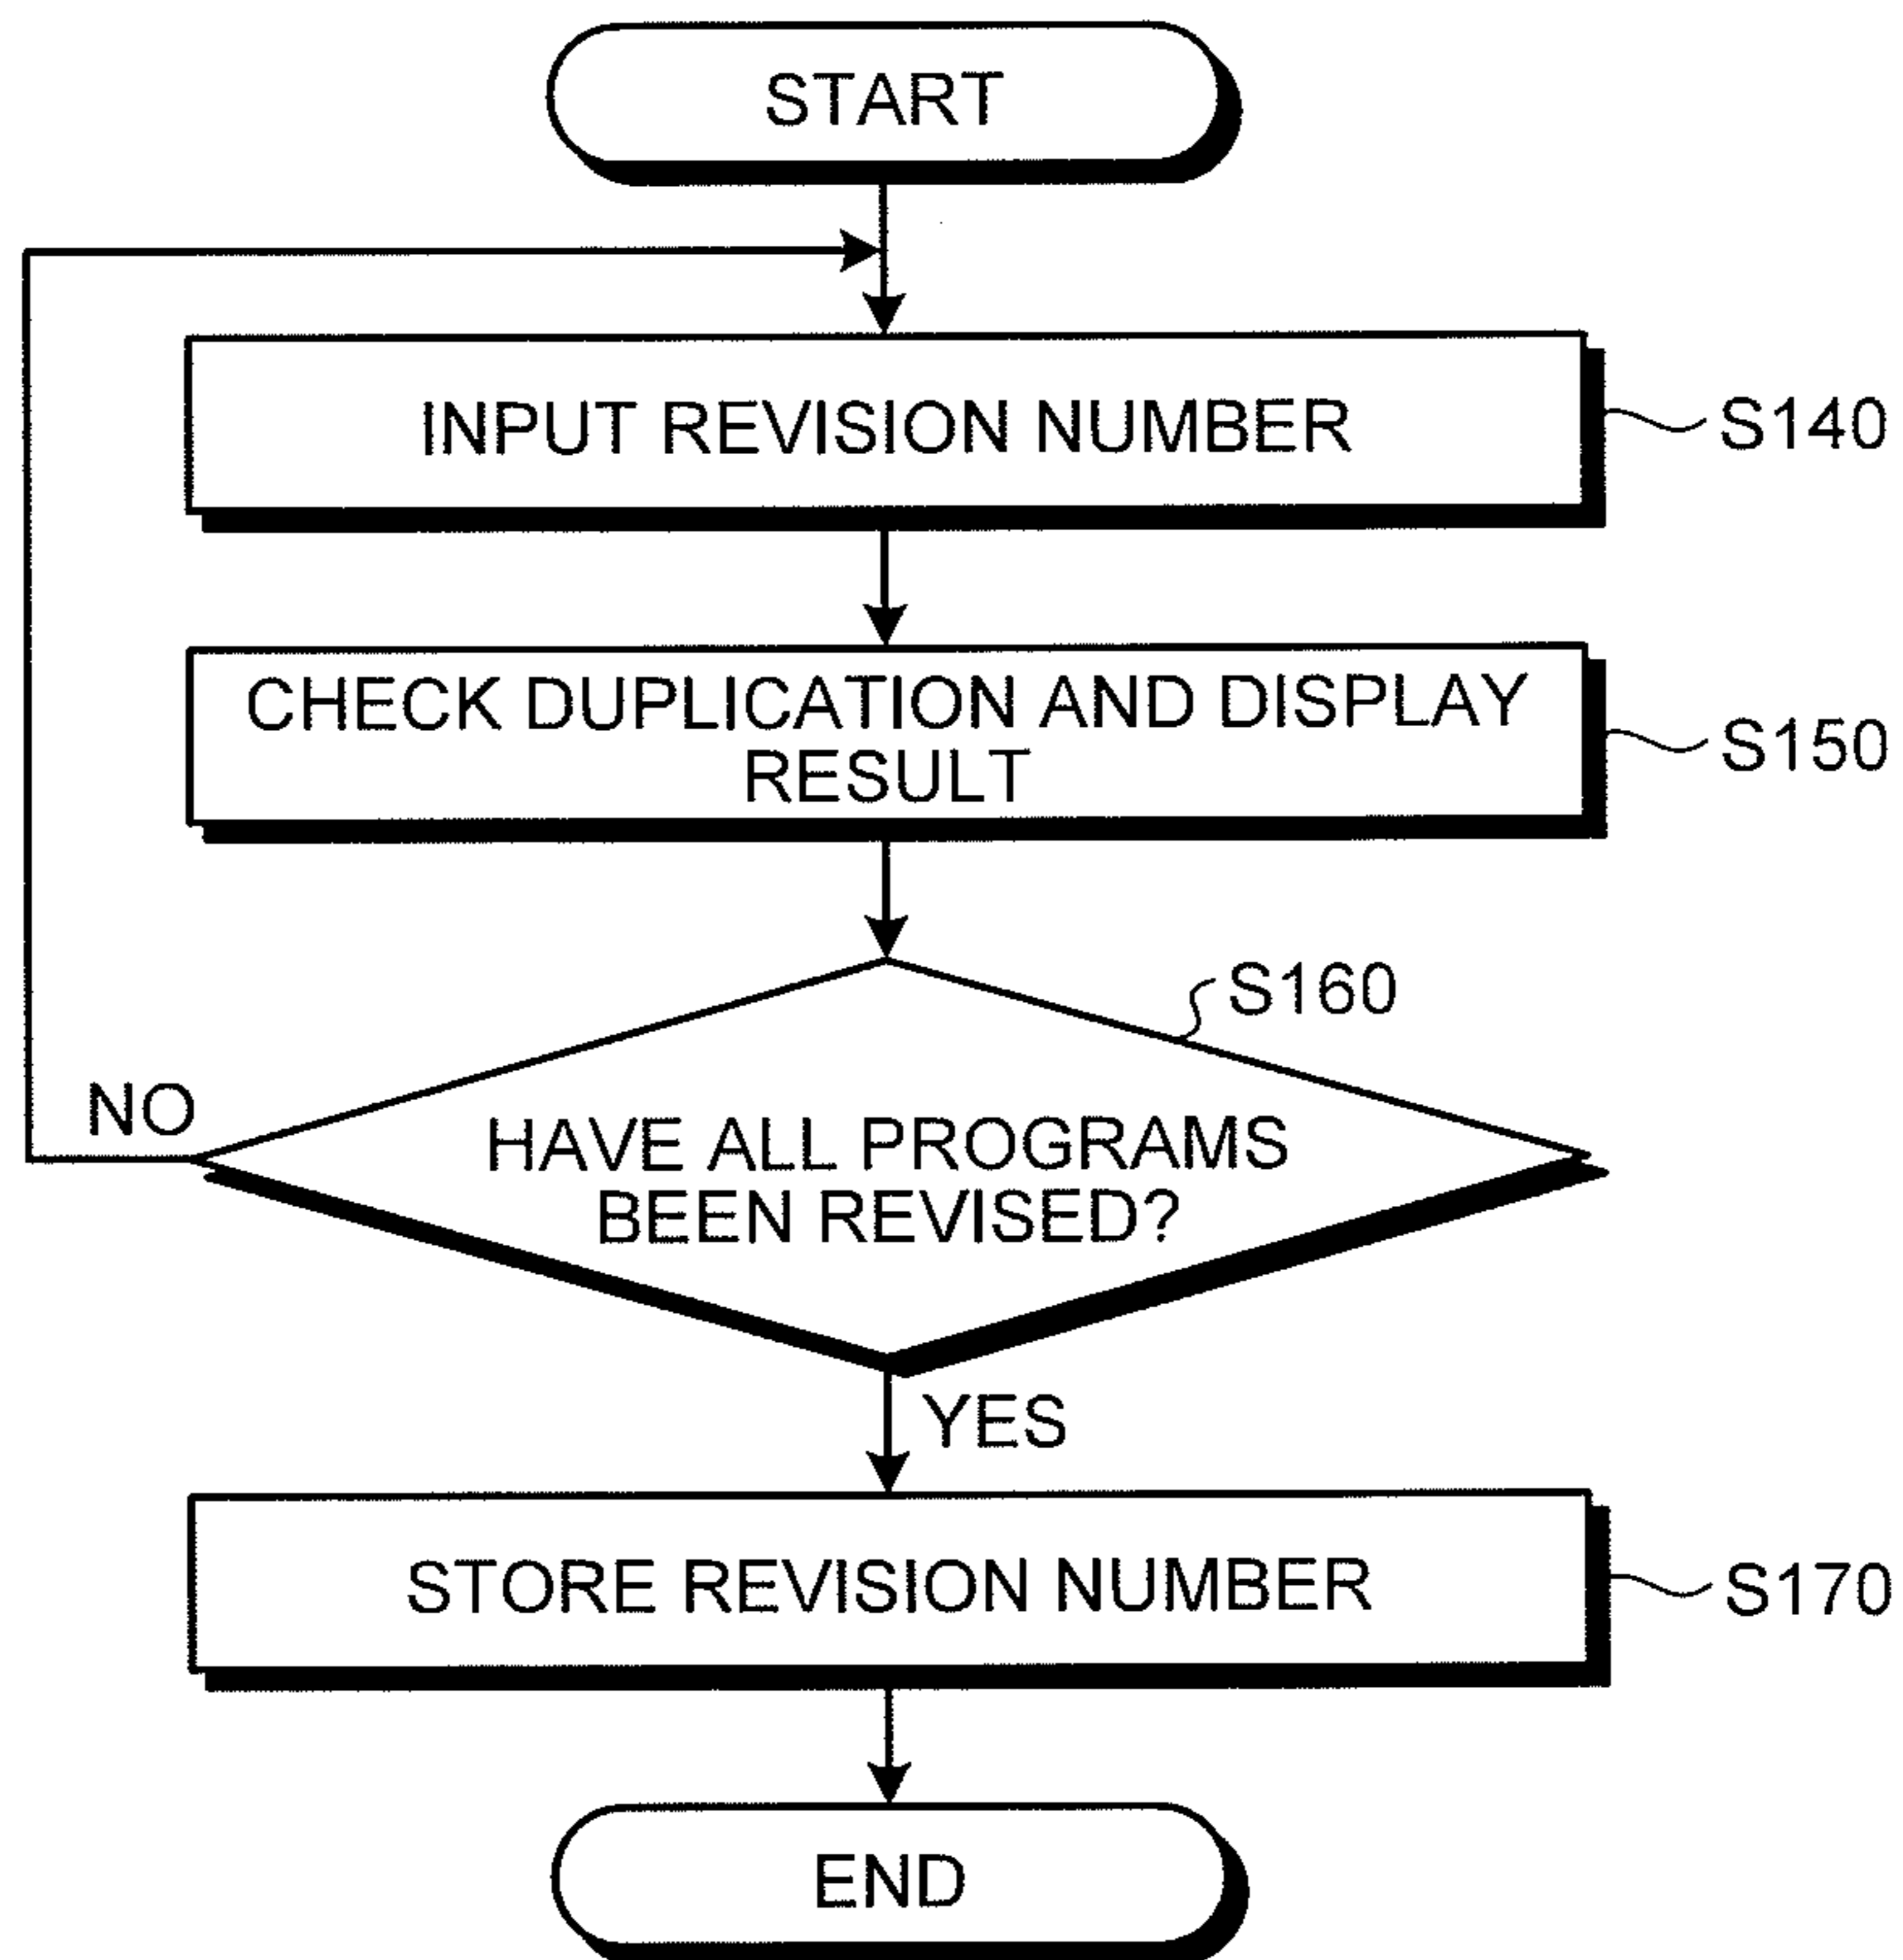 START
INPUT REVISION NUMBER
S140
CHECK DUPLICATION AND DISPLAY
RESULT
S150
S160
NO
HAVE ALL PROGRAMS
BEEN REVISED?
YES
STORE REVISION NUMBER
S170
END